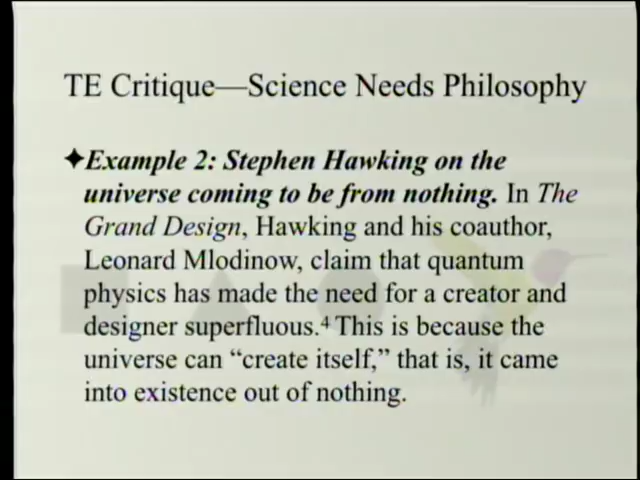 TE Critique—Science Needs Philosophy
✦Example 2: Stephen Hawking on the
universe coming to be from nothing. In The
Grand Design, Hawking and his coauthor,
Leonard Mlodinow, claim that quantum
physics has made the need for a creator and
designer superfluous.⁴ This is because the
universe can “create itself,” that is, it came
into existence out of nothing.